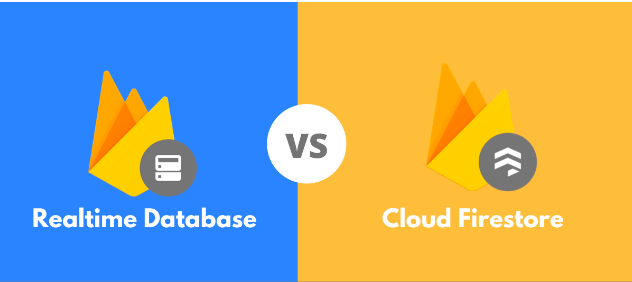 Realtime Database
VS
Cloud Firestore